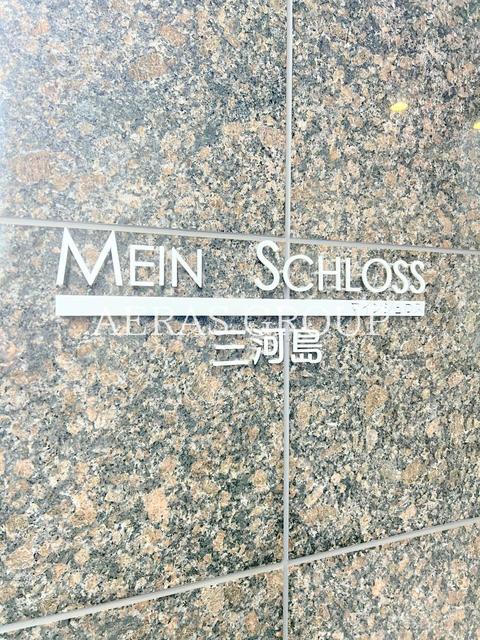 MEIN SCHLOSS
AERAS GROUP
三河島